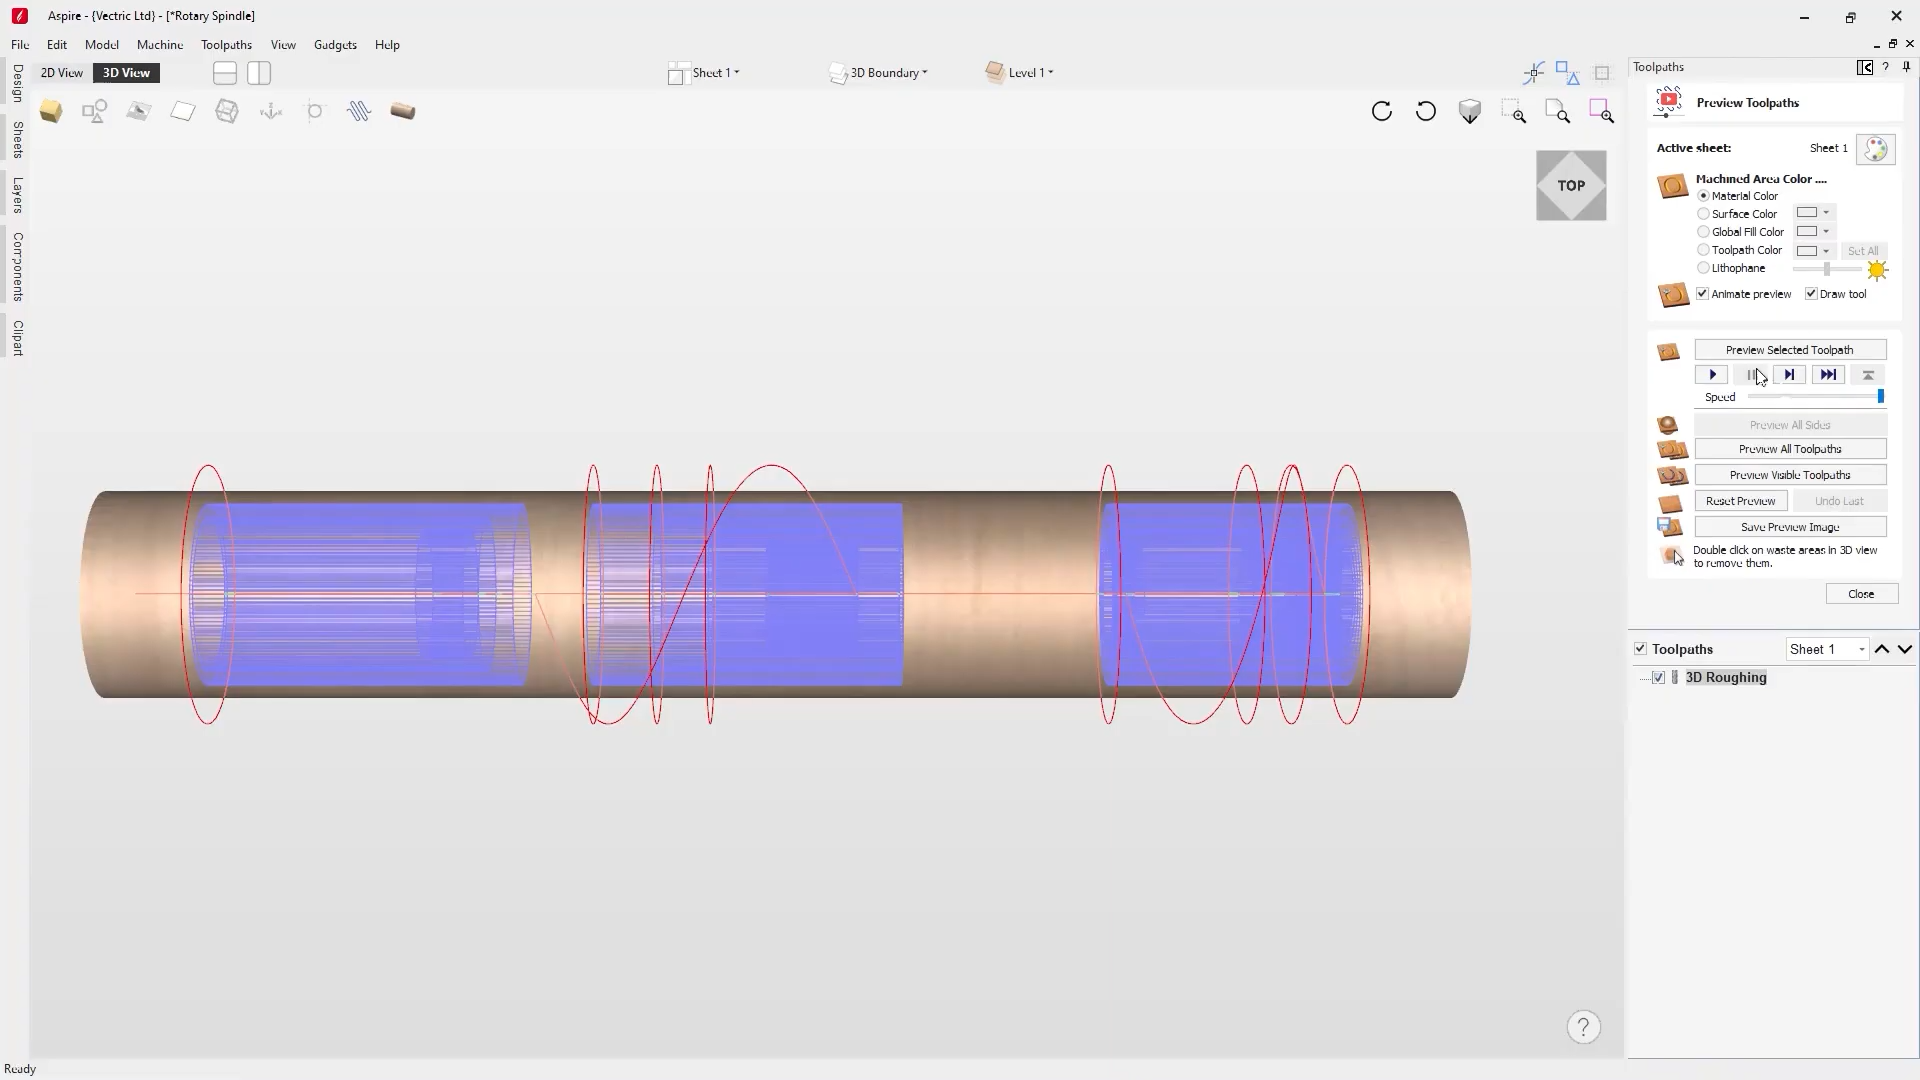 Aspire - {Vectric Ltd} - [*Rotary Spindle]
File Edit Model Machine Toolpaths View Gadgets Help
2D View 3D View Sheet 1 3D Boundary Level 1
Design
Sheets
Layers
Components
Clipart
TOP
Toolpaths ?
Preview Toolpaths
Active sheet: Sheet 1
Machined Area Color ....
Material Color
Surface Color
Global Fill Color
Toolpath Color Set All
Lithophane
Animate preview Draw tool
Preview Selected Toolpath
Speed
Preview All Sides
Preview All Toolpaths
Preview Visible Toolpaths
Reset Preview Undo Last
Save Preview Image
Double click on waste areas in 3D view
to remove them.
Close
Toolpaths Sheet 1
3D Roughing
?
Ready